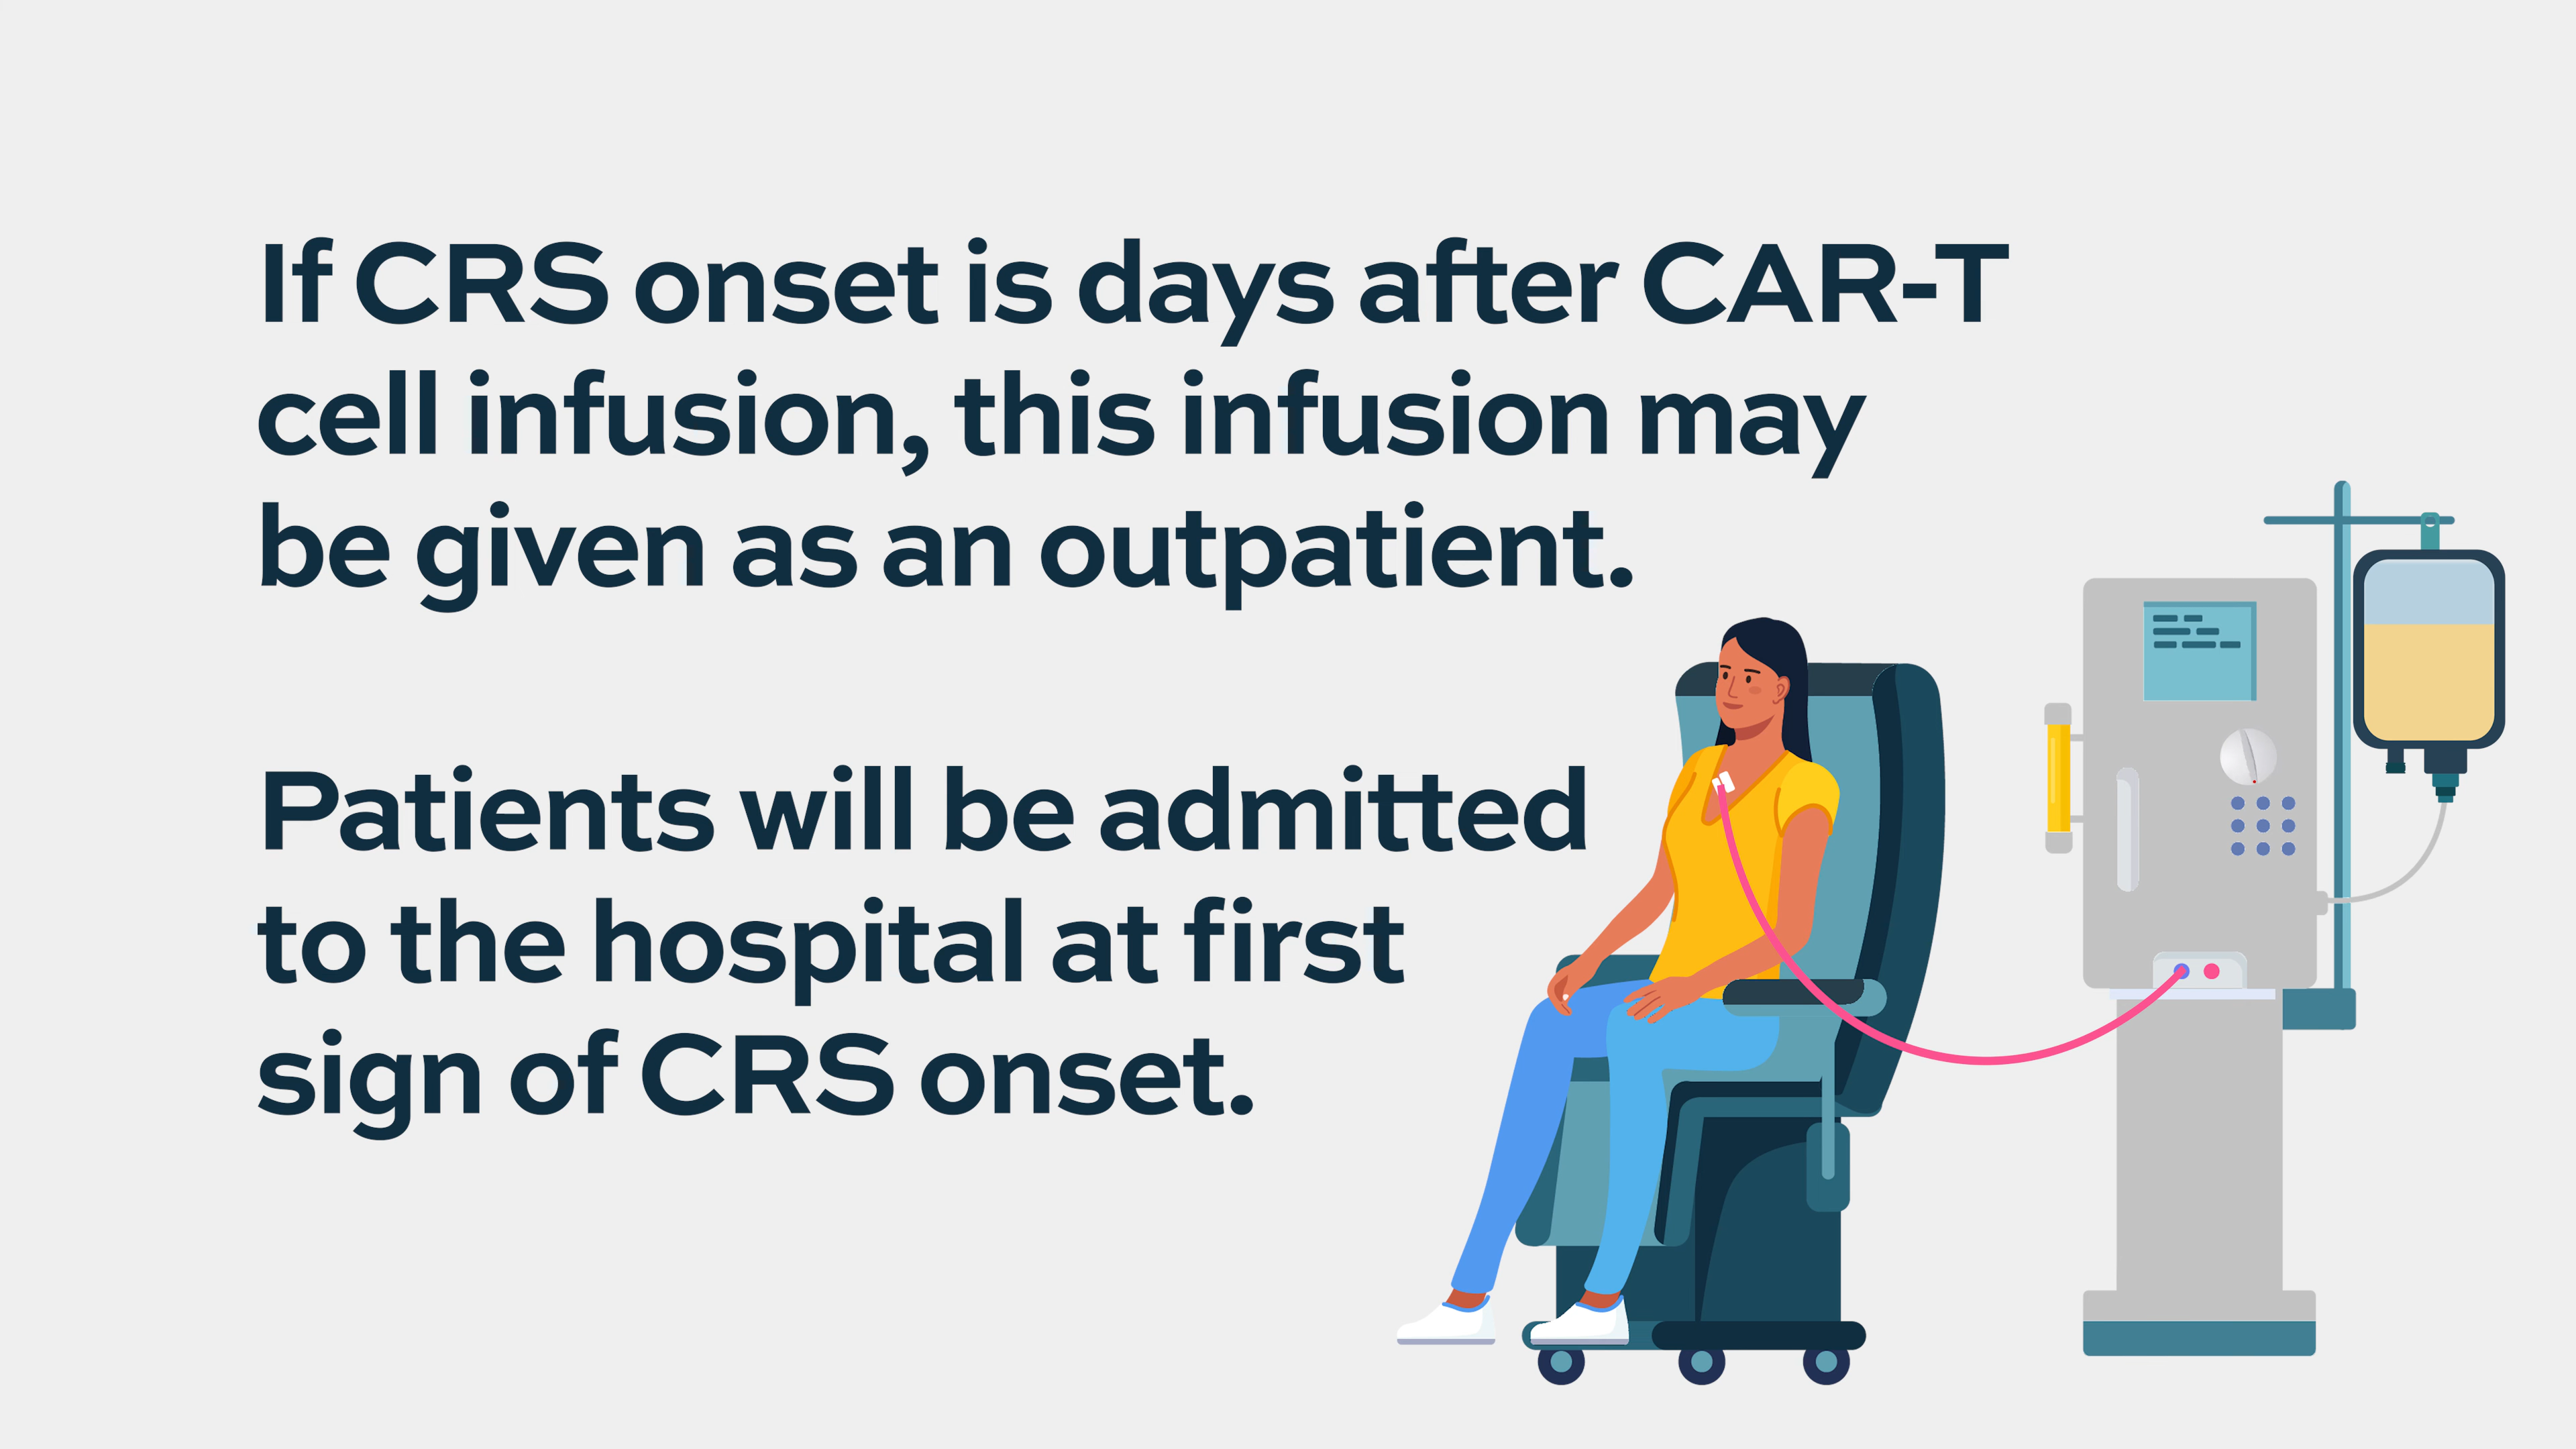 If CRS onset is days after CAR-T
cell infusion, this infusion may
be given as an outpatient.
Patients will be admitted
to the hospital at first
sign of CRS onset.